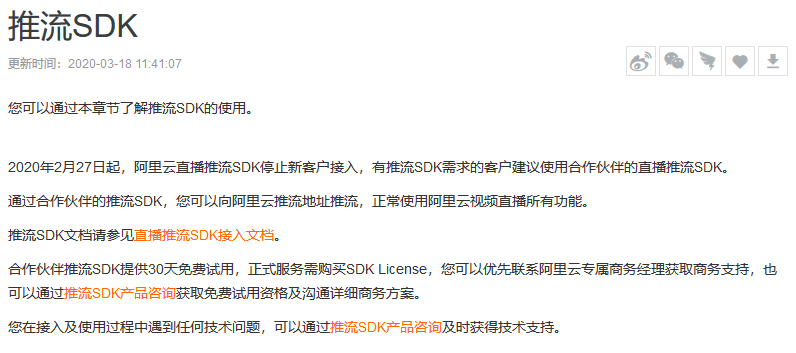 推流SDK
更新时间：2020-03-18 11:41:07
您可以通过本章节了解推流SDK的使用。
2020年2月27日起，阿里云直播推流SDK停止新客户接入，有推流SDK需求的客户建议使用合作伙伴的直播推流SDK。
通过合作伙伴的推流SDK，您可以向阿里云推流地址推流，正常使用阿里云视频直播所有功能。
推流SDK文档请参见直播推流SDK接入文档。
合作伙伴推流SDK提供30天免费试用，正式服务需购买SDK License，您可以优先联系阿里云专属商务经理获取商务支持，也
可以通过推流SDK产品咨询获取免费试用资格及沟通详细商务方案。
您在接入及使用过程中遇到任何技术问题，可以通过推流SDK产品咨询及时获得技术支持。